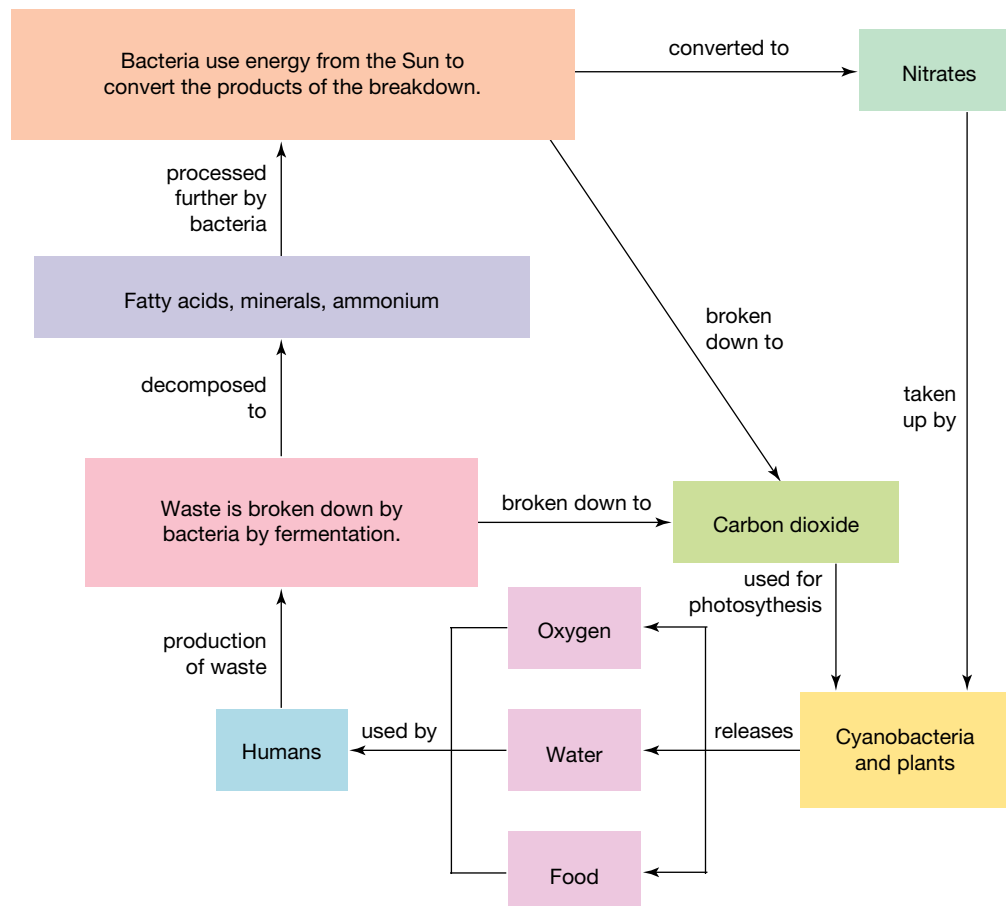 Bacteria use energy from the Sun to
convert the products of the breakdown.
converted to
Nitrates
processed
further by
bacteria
Fatty acids, minerals, ammonium
broken
down to
decomposed
to
taken
up by
Waste is broken down by
bacteria by fermentation.
broken down to
Carbon dioxide
used for
photosythesis
production
of waste
Oxygen
Humans
used by
Water
releases
Cyanobacteria
and plants
Food